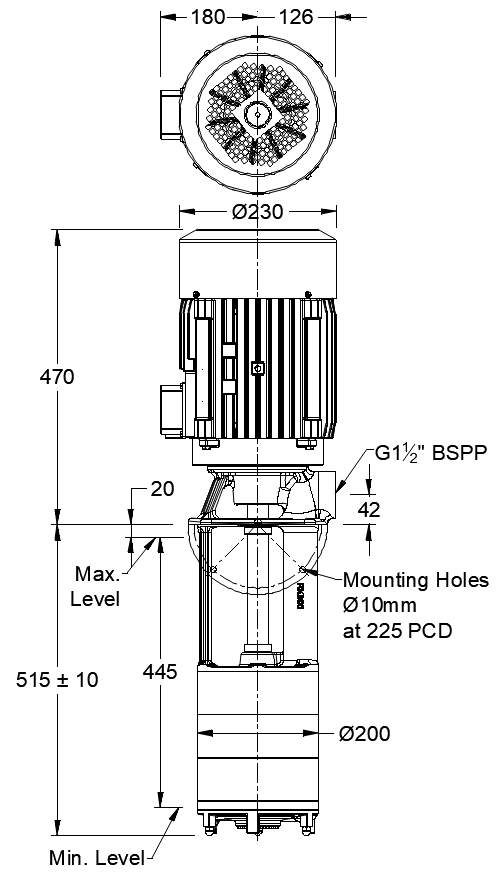 180
126
Ø230
470
G1½" BSPP
20
42
Max.
Level
Mounting Holes
Ø10mm
at 225 PCD
515 ± 10
445
Ø200
Min. Level